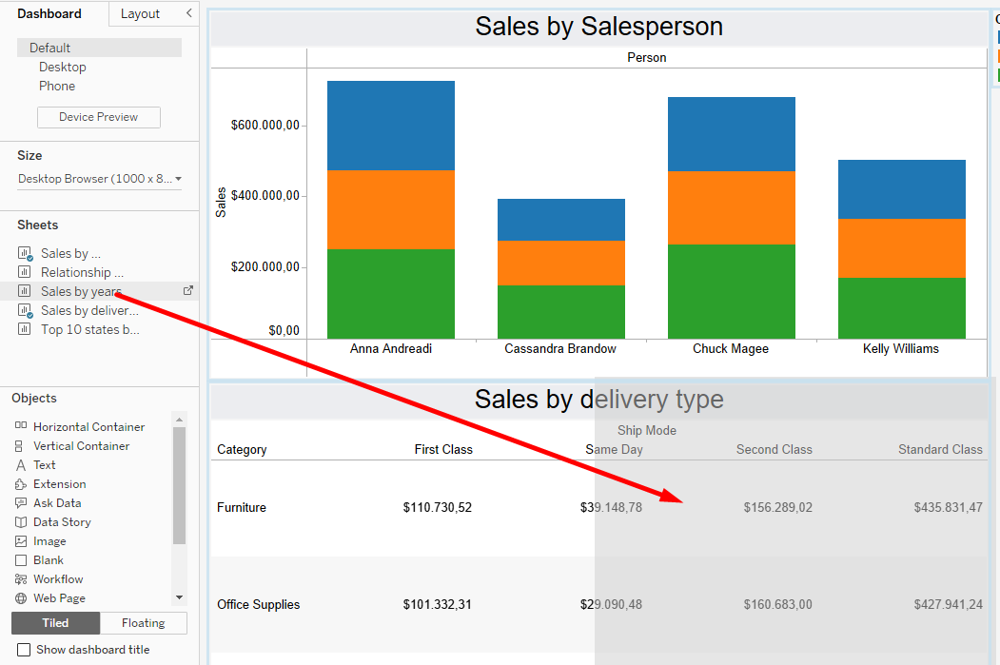 Dashboard
Layout
Default
Desktop
Phone
Device Preview
Size
Desktop Browser (1000 x 8...
Sheets
Sales by ...
Relationship ...
Sales by years
Sales by deliver...
Top 10 states b...
Objects
Horizontal Container
Vertical Container
A Text
Extension
Ask Data
Data Story
Image
Blank
Workflow
Web Page
Tiled
Floating
Show dashboard title
Sales by Salesperson
Person
Sales
$600.000,00
$400.000,00
$200.000,00
$0,00
Anna Andreadi Cassandra Brandow Chuck Magee Kelly Williams
Sales by delivery type
Ship Mode
Category First Class Same Day Second Class Standard Class
Furniture $110.730,52 $39.148,78 $156.289,02 $435.831,47
Office Supplies $101.332,31 $29.090,48 $160.683,00 $427.941,24